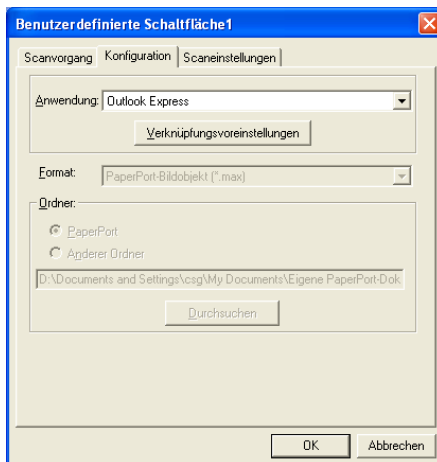 Benutzerdefinierte Schaltfläche1
Scanvorgang Konfiguration Scaneinstellungen
Anwendung: Outlook Express
Verknüpfungsvoreinstellungen
Format: PaperPort-Bildobjekt (*.max)
Ordner:
PaperPort
Anderer Ordner
D:\Documents and Settings\csg\My Documents\Eigene PaperPort-Dok
Durchsuchen
OK Abbrechen